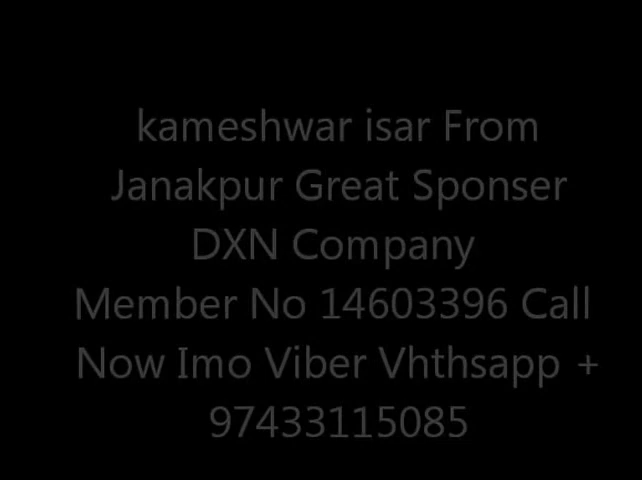 kameshwar isar From
Janakpur Great Sponser
DXN Company
Member No 14603396 Call
Now Imo Viber Vhthsapp +
97433115085